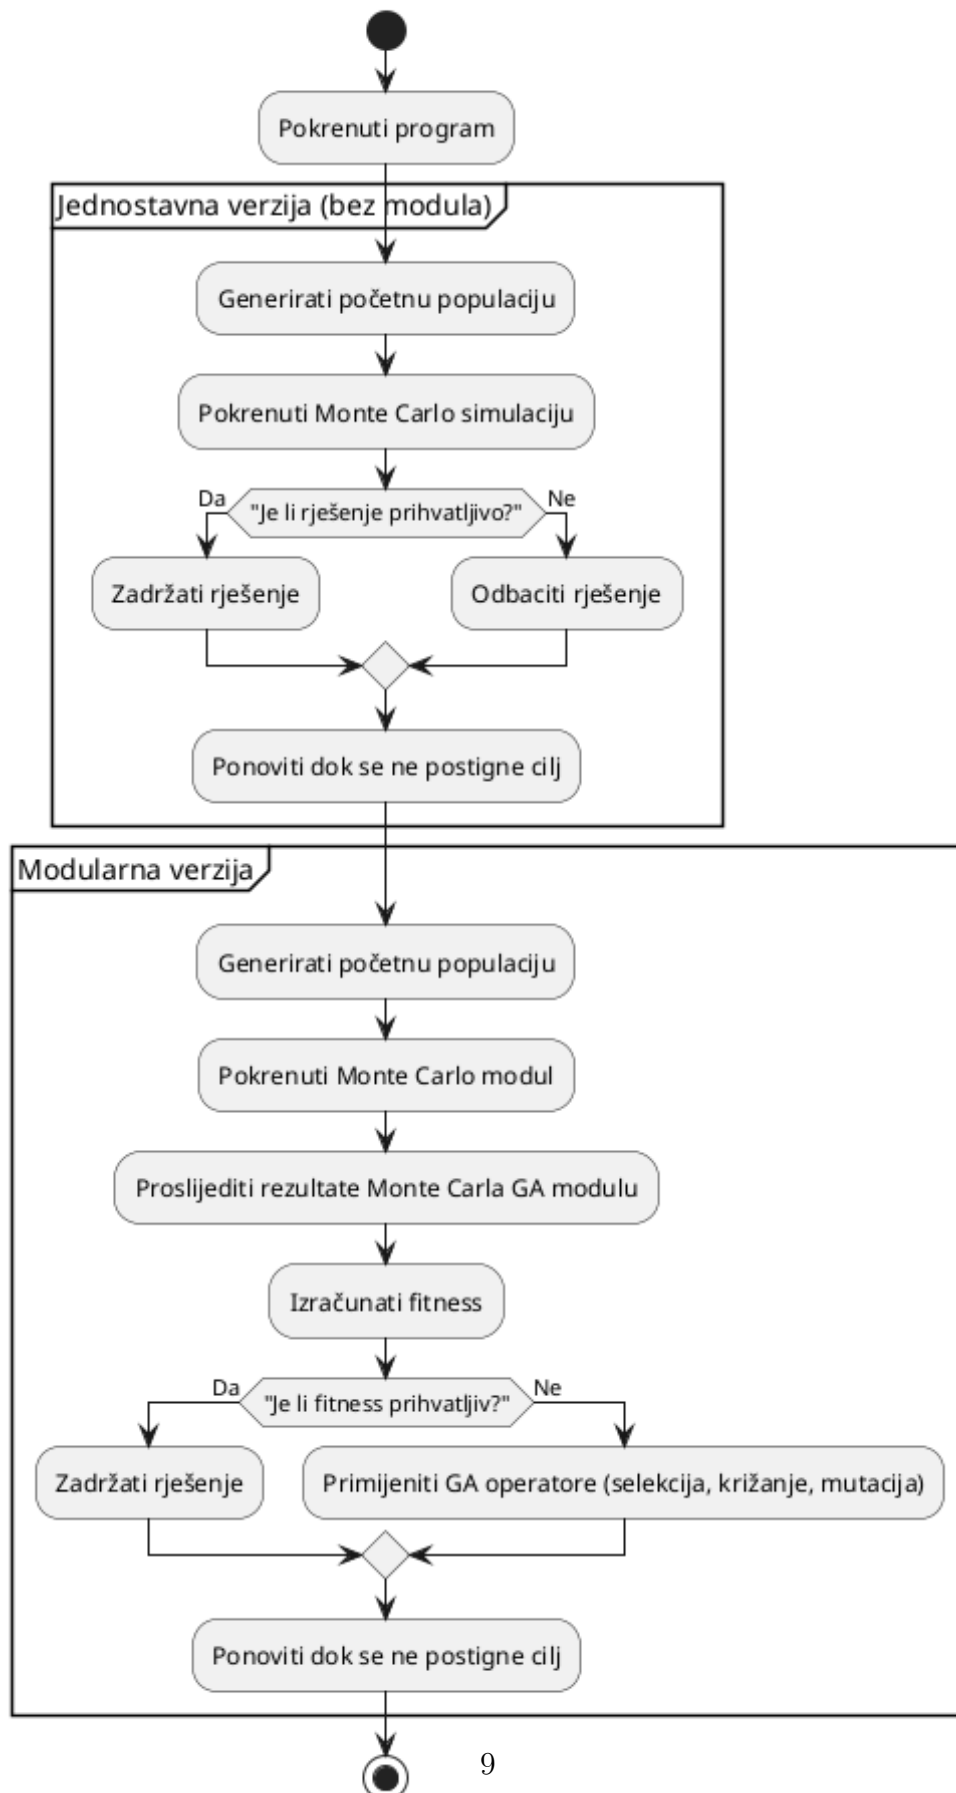 Pokrenuti program
Jednostavna verzija (bez modula)
Generirati početnu populaciju
Pokrenuti Monte Carlo simulaciju
Da
"Je li rješenje prihvatljivo?"
Ne
Zadržati rješenje
Odbaciti rješenje
Ponoviti dok se ne postigne cilj
Modularna verzija
Generirati početnu populaciju
Pokrenuti Monte Carlo modul
Proslijediti rezultate Monte Carla GA modulu
Izračunati fitness
Da
"Je li fitness prihvatljiv?"
Ne
Zadržati rješenje
Primijeniti GA operatore (selekcija, križanje, mutacija)
Ponoviti dok se ne postigne cilj
9